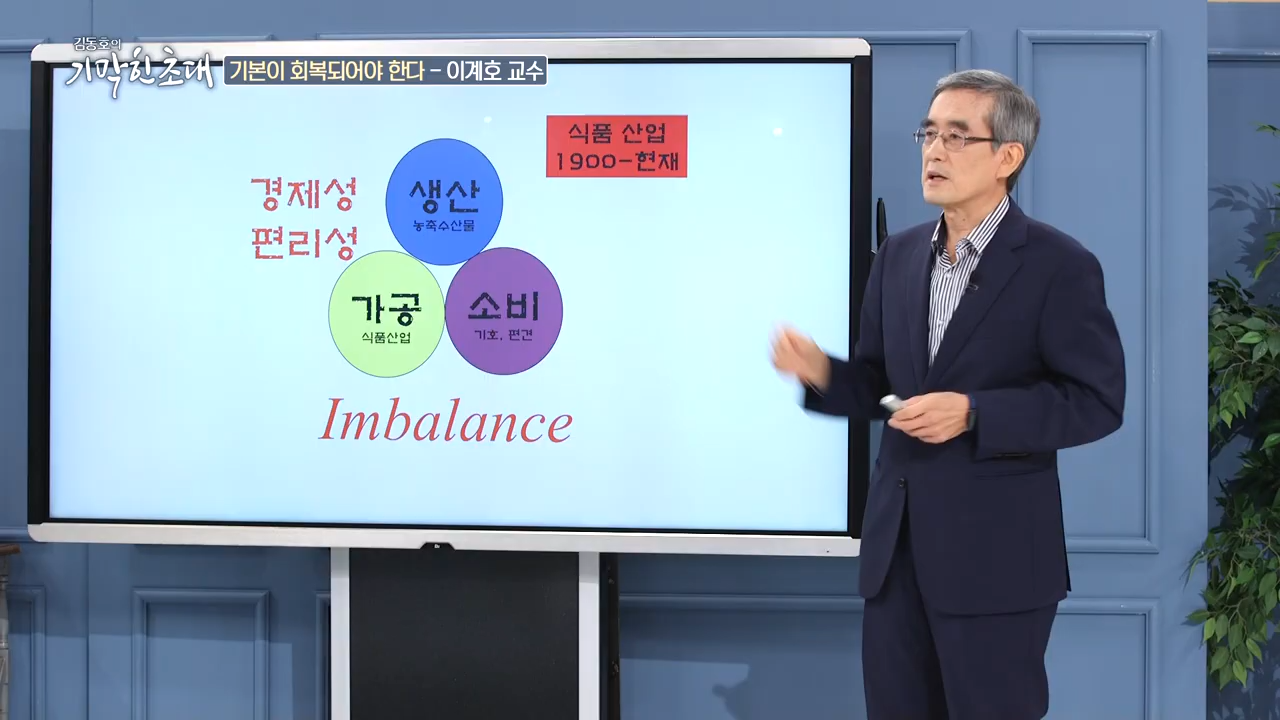 김동호의
기막힌초대
기본이 회복되어야 한다 - 이계호 교수
식품 산업
1900-현재
경제성
편리성
생산
농축수산물
가공
식품산업
소비
기호, 편견
Imbalance